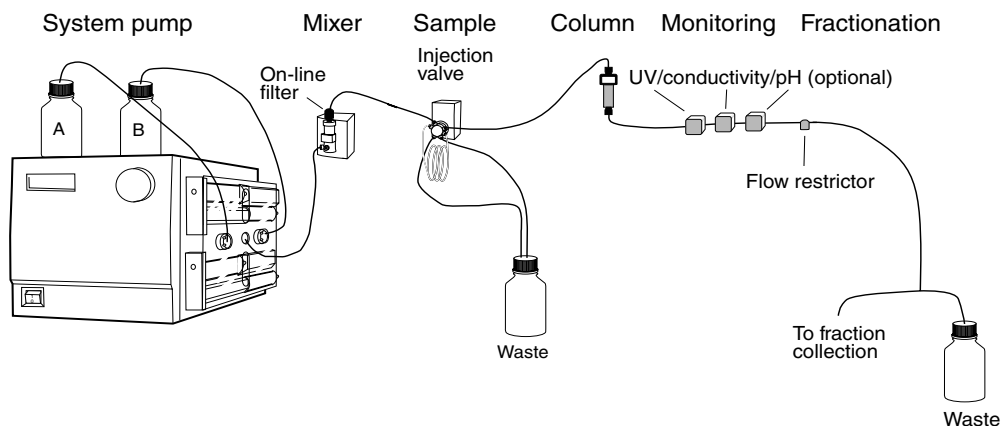 System pump
Mixer
Sample
Column
Monitoring
Fractionation
Injection
valve
On-line
filter
UV/conductivity/pH (optional)
A
B
Flow restrictor
To fraction
collection
Waste
Waste